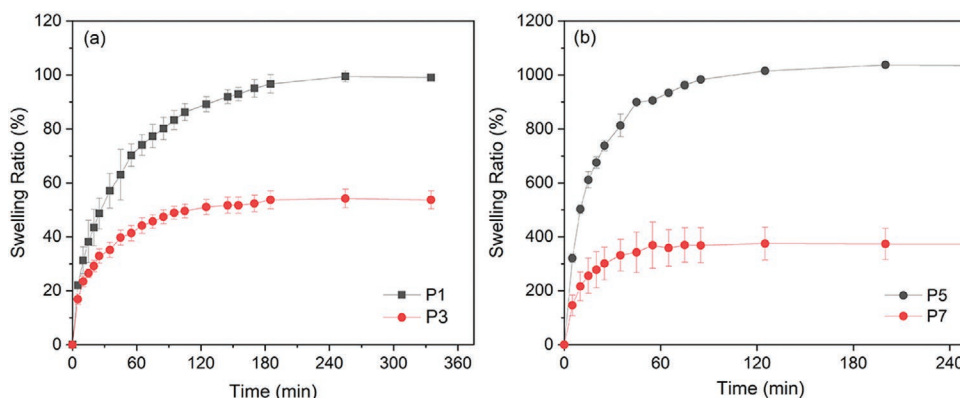 (a)
Swelling Ratio (%)
120
100
80
60
40
20
0
P1
P3
0 60 120 180 240 300 360
Time (min)
(b)
Swelling Ratio (%)
1200
1000
800
600
400
200
0
P5
P7
0 60 120 180 240
Time (min)